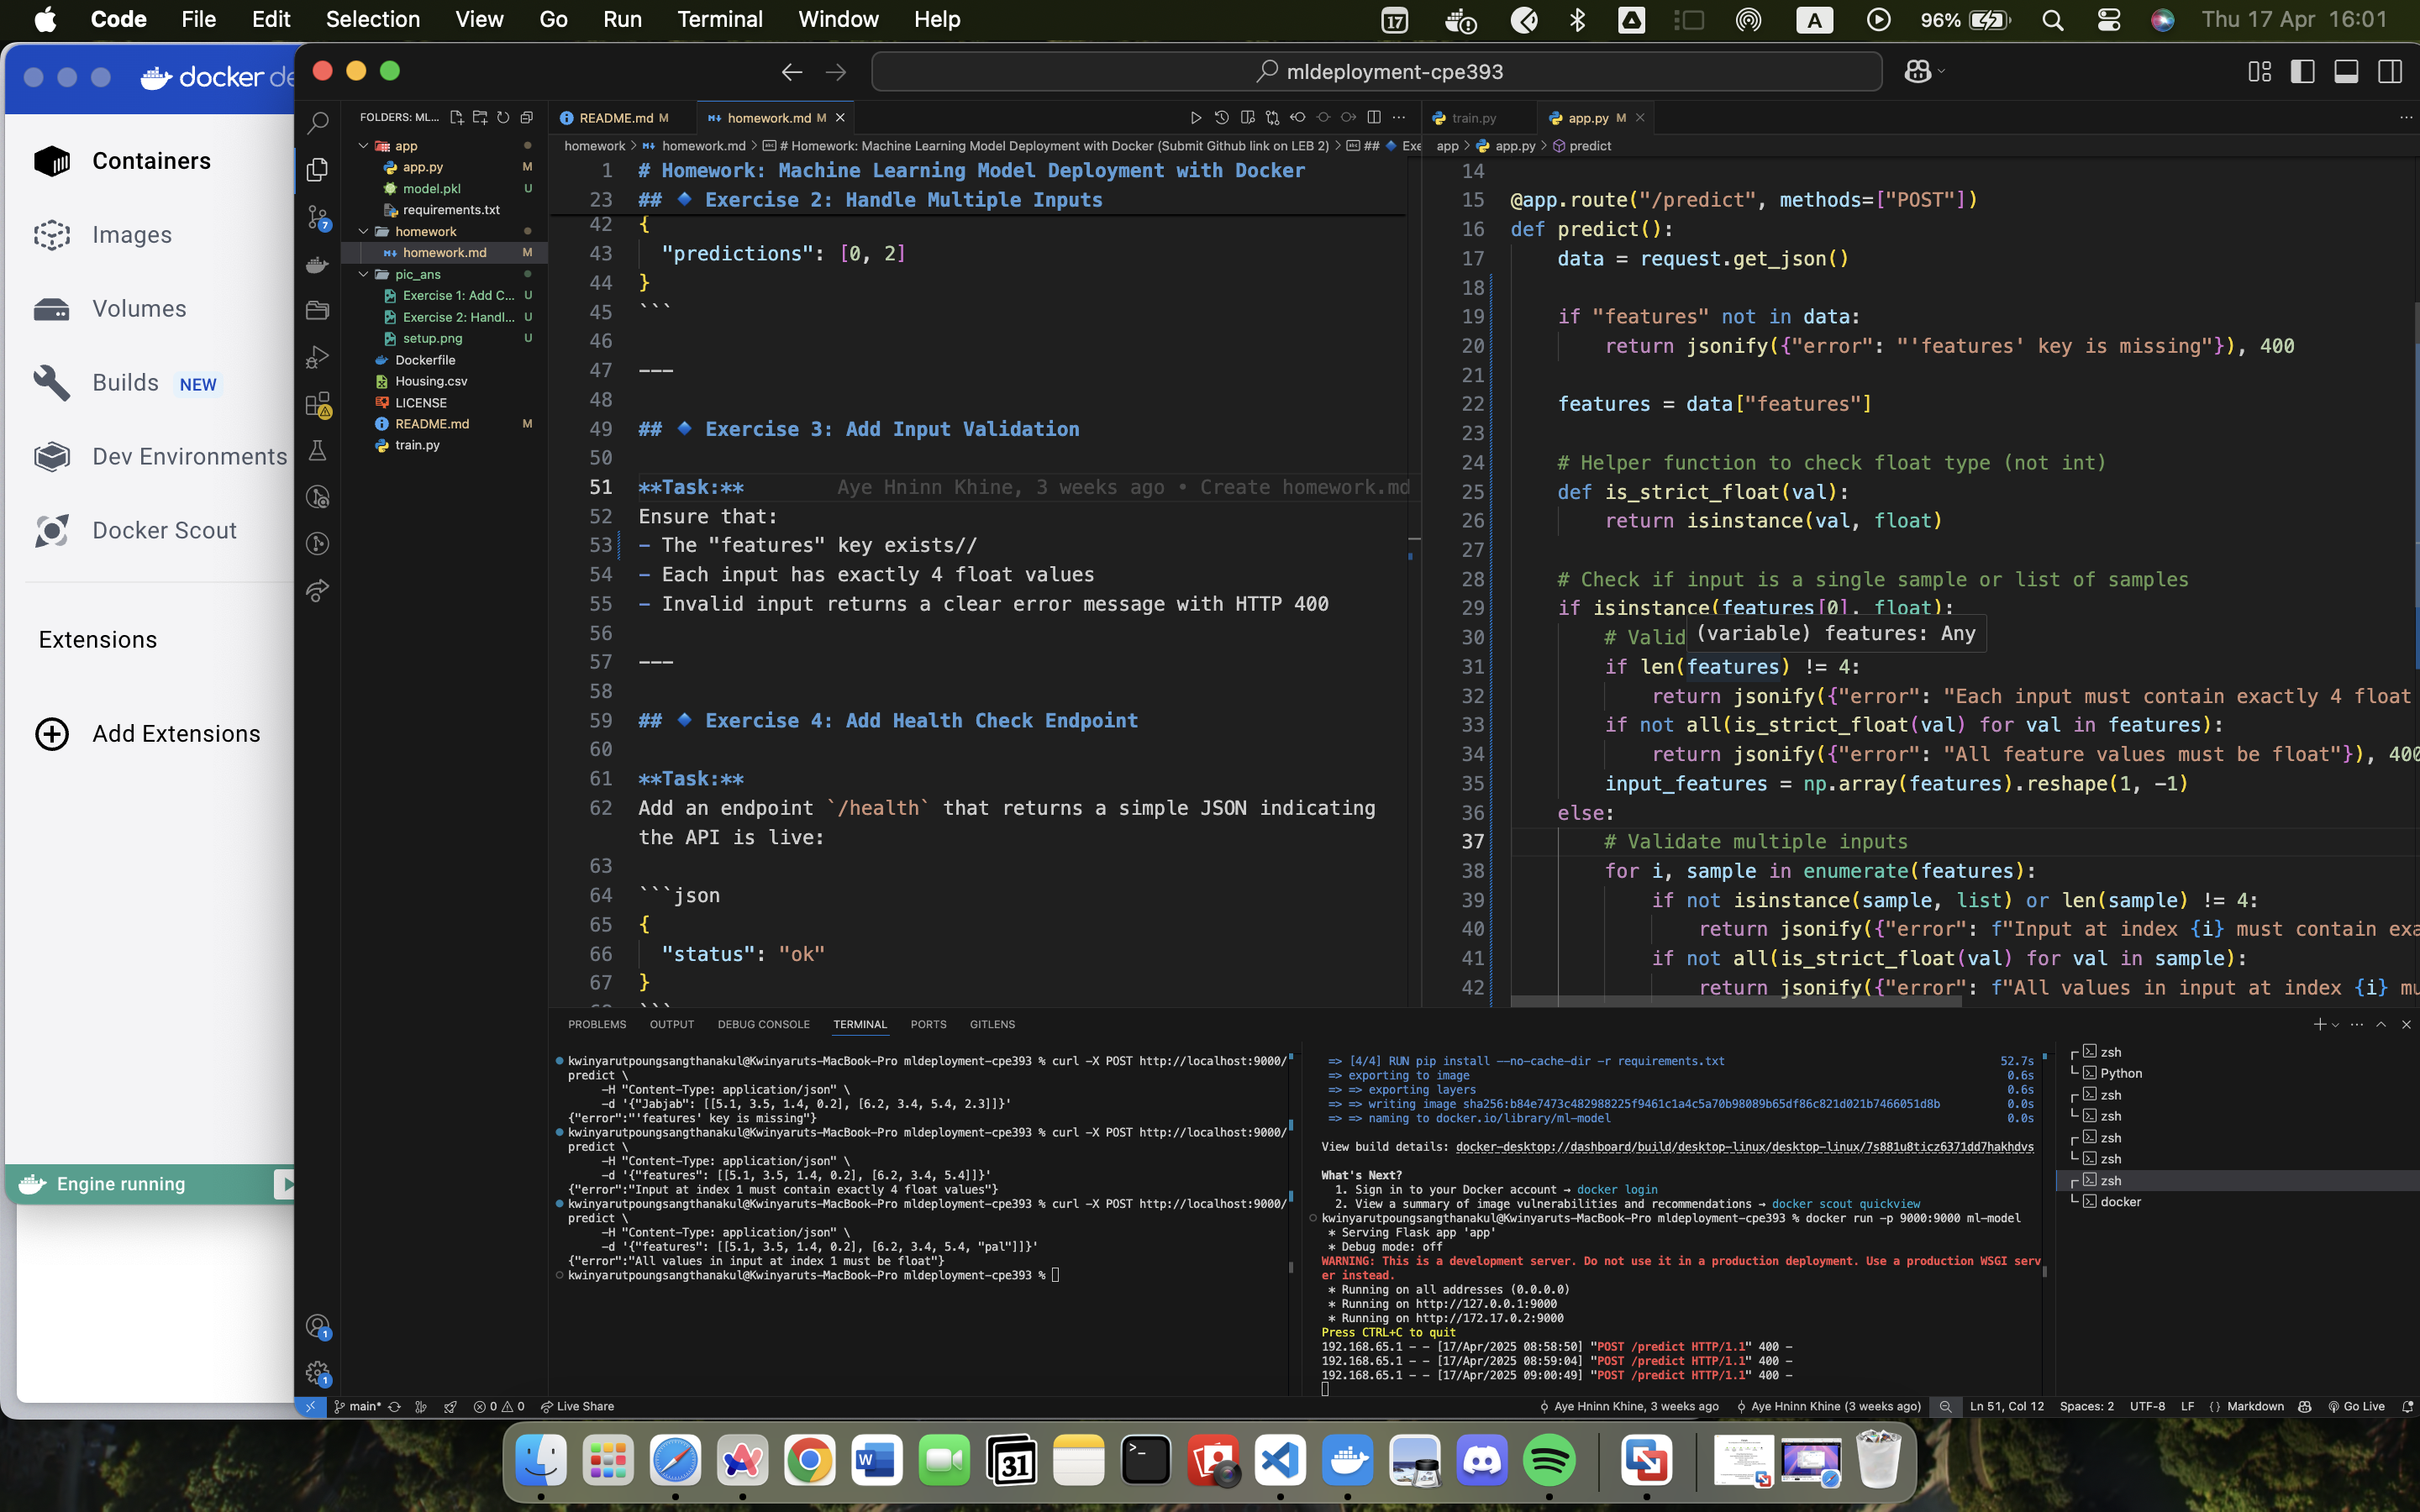 Code File Edit Selection View Go Run Terminal Window Help
17 A 96% Thu 17 Apr 16:01
docker de
Containers
Images
Volumes
Builds NEW
Dev Environments
Docker Scout
Extensions
Add Extensions
Engine running
mldeployment-cpe393
FOLDERS: ML...
app
app.py M
model.pkl U
requirements.txt
homework
homework.md M
pic_ans
Exercise 1: Add C... U
Exercise 2: Handl... U
setup.png U
Dockerfile
Housing.csv
LICENSE
README.md M
train.py
7
1
1
README.md M homework.md M
homework > homework.md > # Homework: Machine Learning Model Deployment with Docker (Submit Github link on LEB 2) > ## Exe
1 # Homework: Machine Learning Model Deployment with Docker
23 ## 🔹 Exercise 2: Handle Multiple Inputs
42 {
43 "predictions": [0, 2]
44 }
45 ```
46
47 ---
48
49 ## 🔹 Exercise 3: Add Input Validation
50
51 **Task:** Aye Hninn Khine, 3 weeks ago • Create homework.md
52 Ensure that:
53 - The "features" key exists//
54 - Each input has exactly 4 float values
55 - Invalid input returns a clear error message with HTTP 400
56
57 ---
58
59 ## 🔹 Exercise 4: Add Health Check Endpoint
60
61 **Task:**
62 Add an endpoint `/health` that returns a simple JSON indicating
the API is live:
63
64 ```json
65 {
66 "status": "ok"
67 }
68 ```
train.py app.py M
app > app.py > predict
14
15 @app.route("/predict", methods=["POST"])
16 def predict():
17 data = request.get_json()
18
19 if "features" not in data:
20 return jsonify({"error": "'features' key is missing"}), 400
21
22 features = data["features"]
23
24 # Helper function to check float type (not int)
25 def is_strict_float(val):
26 return isinstance(val, float)
27
28 # Check if input is a single sample or list of samples
29 if isinstance(features[0], float):
30 # Valid
(variable) features: Any
31 if len(features) != 4:
32 return jsonify({"error": "Each input must contain exactly 4 float
33 if not all(is_strict_float(val) for val in features):
34 return jsonify({"error": "All feature values must be float"}), 400
35 input_features = np.array(features).reshape(1, -1)
36 else:
37 # Validate multiple inputs
38 for i, sample in enumerate(features):
39 if not isinstance(sample, list) or len(sample) != 4:
40 return jsonify({"error": f"Input at index {i} must contain exa
41 if not all(is_strict_float(val) for val in sample):
42 return jsonify({"error": f"All values in input at index {i} mu
PROBLEMS OUTPUT DEBUG CONSOLE TERMINAL PORTS GITLENS
kwinyarutpoungsangthanakul@Kwinyaruts-MacBook-Pro mldeployment-cpe393 % curl -X POST http://localhost:9000/
predict \
-H "Content-Type: application/json" \
-d '{"Jabjab": [[5.1, 3.5, 1.4, 0.2], [6.2, 3.4, 5.4, 2.3]]}'
{"error":"'features' key is missing"}
kwinyarutpoungsangthanakul@Kwinyaruts-MacBook-Pro mldeployment-cpe393 % curl -X POST http://localhost:9000/
predict \
-H "Content-Type: application/json" \
-d '{"features": [[5.1, 3.5, 1.4, 0.2], [6.2, 3.4, 5.4]]}'
{"error":"Input at index 1 must contain exactly 4 float values"}
kwinyarutpoungsangthanakul@Kwinyaruts-MacBook-Pro mldeployment-cpe393 % curl -X POST http://localhost:9000/
predict \
-H "Content-Type: application/json" \
-d '{"features": [[5.1, 3.5, 1.4, 0.2], [6.2, 3.4, 5.4, "pal"]]}'
{"error":"All values in input at index 1 must be float"}
kwinyarutpoungsangthanakul@Kwinyaruts-MacBook-Pro mldeployment-cpe393 %
=> [4/4] RUN pip install --no-cache-dir -r requirements.txt 52.7s
=> exporting to image 0.6s
=> => exporting layers 0.6s
=> => writing image sha256:b84e7473c482988225f9461c1a4c5a70b98089b65df86c821d021b7466051d8b 0.0s
=> => naming to docker.io/library/ml-model 0.0s
View build details: docker-desktop://dashboard/build/desktop-linux/desktop-linux/7s881u8ticz6371dd7hakhdvs
What's Next?
1. Sign in to your Docker account → docker login
2. View a summary of image vulnerabilities and recommendations → docker scout quickview
kwinyarutpoungsangthanakul@Kwinyaruts-MacBook-Pro mldeployment-cpe393 % docker run -p 9000:9000 ml-model
* Serving Flask app 'app'
* Debug mode: off
WARNING: This is a development server. Do not use it in a production deployment. Use a production WSGI serv
er instead.
* Running on all addresses (0.0.0.0)
* Running on http://127.0.0.1:9000
* Running on http://172.17.0.2:9000
Press CTRL+C to quit
192.168.65.1 - - [17/Apr/2025 08:58:50] "POST /predict HTTP/1.1" 400 -
192.168.65.1 - - [17/Apr/2025 08:59:04] "POST /predict HTTP/1.1" 400 -
192.168.65.1 - - [17/Apr/2025 09:00:49] "POST /predict HTTP/1.1" 400 -
zsh
Python
zsh
zsh
zsh
zsh
zsh
docker
main* 0 0 Live Share
Aye Hninn Khine, 3 weeks ago Aye Hninn Khine (3 weeks ago) Ln 51, Col 12 Spaces: 2 UTF-8 LF {} Markdown Go Live
W
31